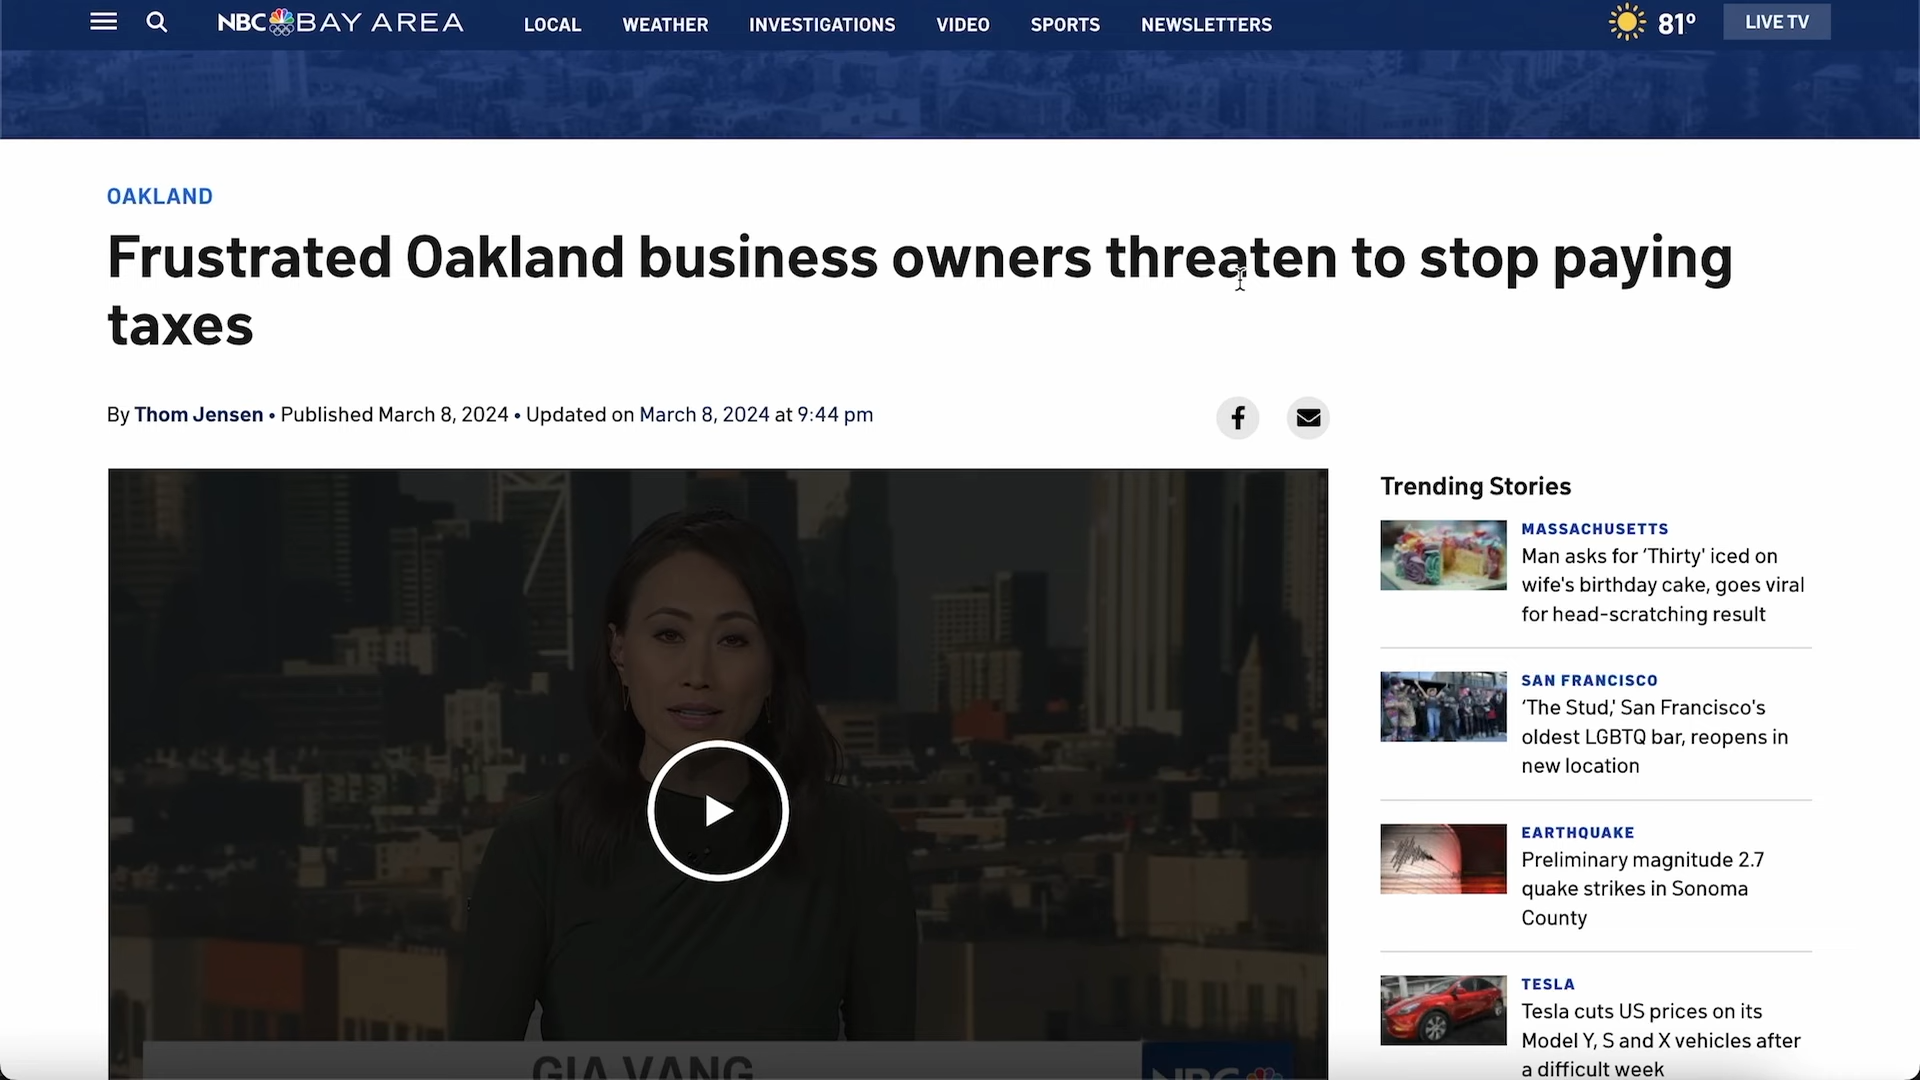 NBC BAY AREA
LOCAL
WEATHER
INVESTIGATIONS
VIDEO
SPORTS
NEWSLETTERS
81°
LIVE TV
OAKLAND
Frustrated Oakland business owners threaten to stop paying
taxes
By Thom Jensen • Published March 8, 2024 • Updated on March 8, 2024 at 9:44 pm
GIA VANG
NBC
Trending Stories
MASSACHUSETTS
Man asks for ‘Thirty' iced on
wife's birthday cake, goes viral
for head-scratching result
SAN FRANCISCO
‘The Stud,' San Francisco's
oldest LGBTQ bar, reopens in
new location
EARTHQUAKE
Preliminary magnitude 2.7
quake strikes in Sonoma
County
TESLA
Tesla cuts US prices on its
Model Y, S and X vehicles after
a difficult week